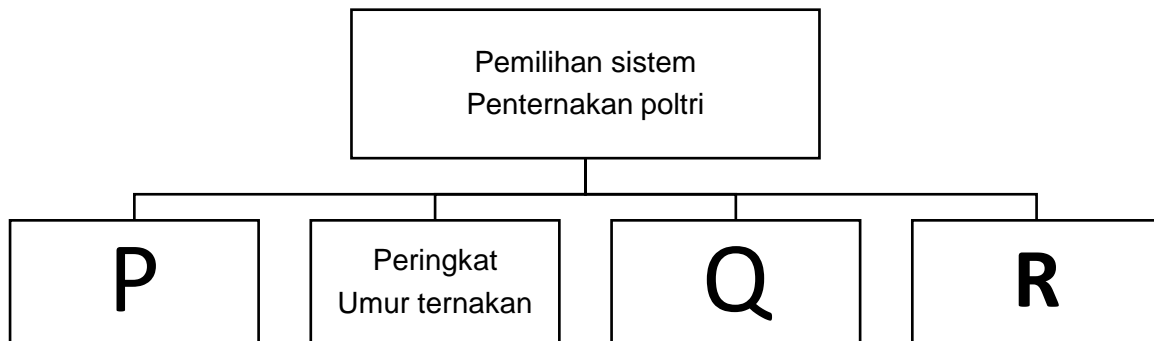 Pemilihan sistem
Penternakan poltri
P
Peringkat
Umur ternakan
Q
R